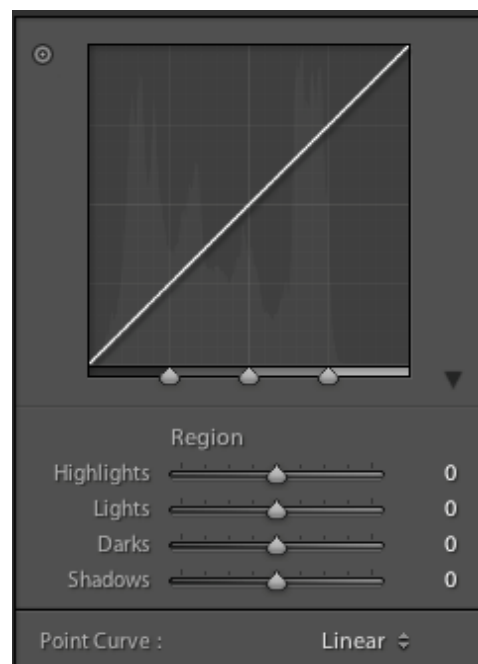 Region
Highlights 0
Lights 0
Darks 0
Shadows 0
Point Curve : Linear